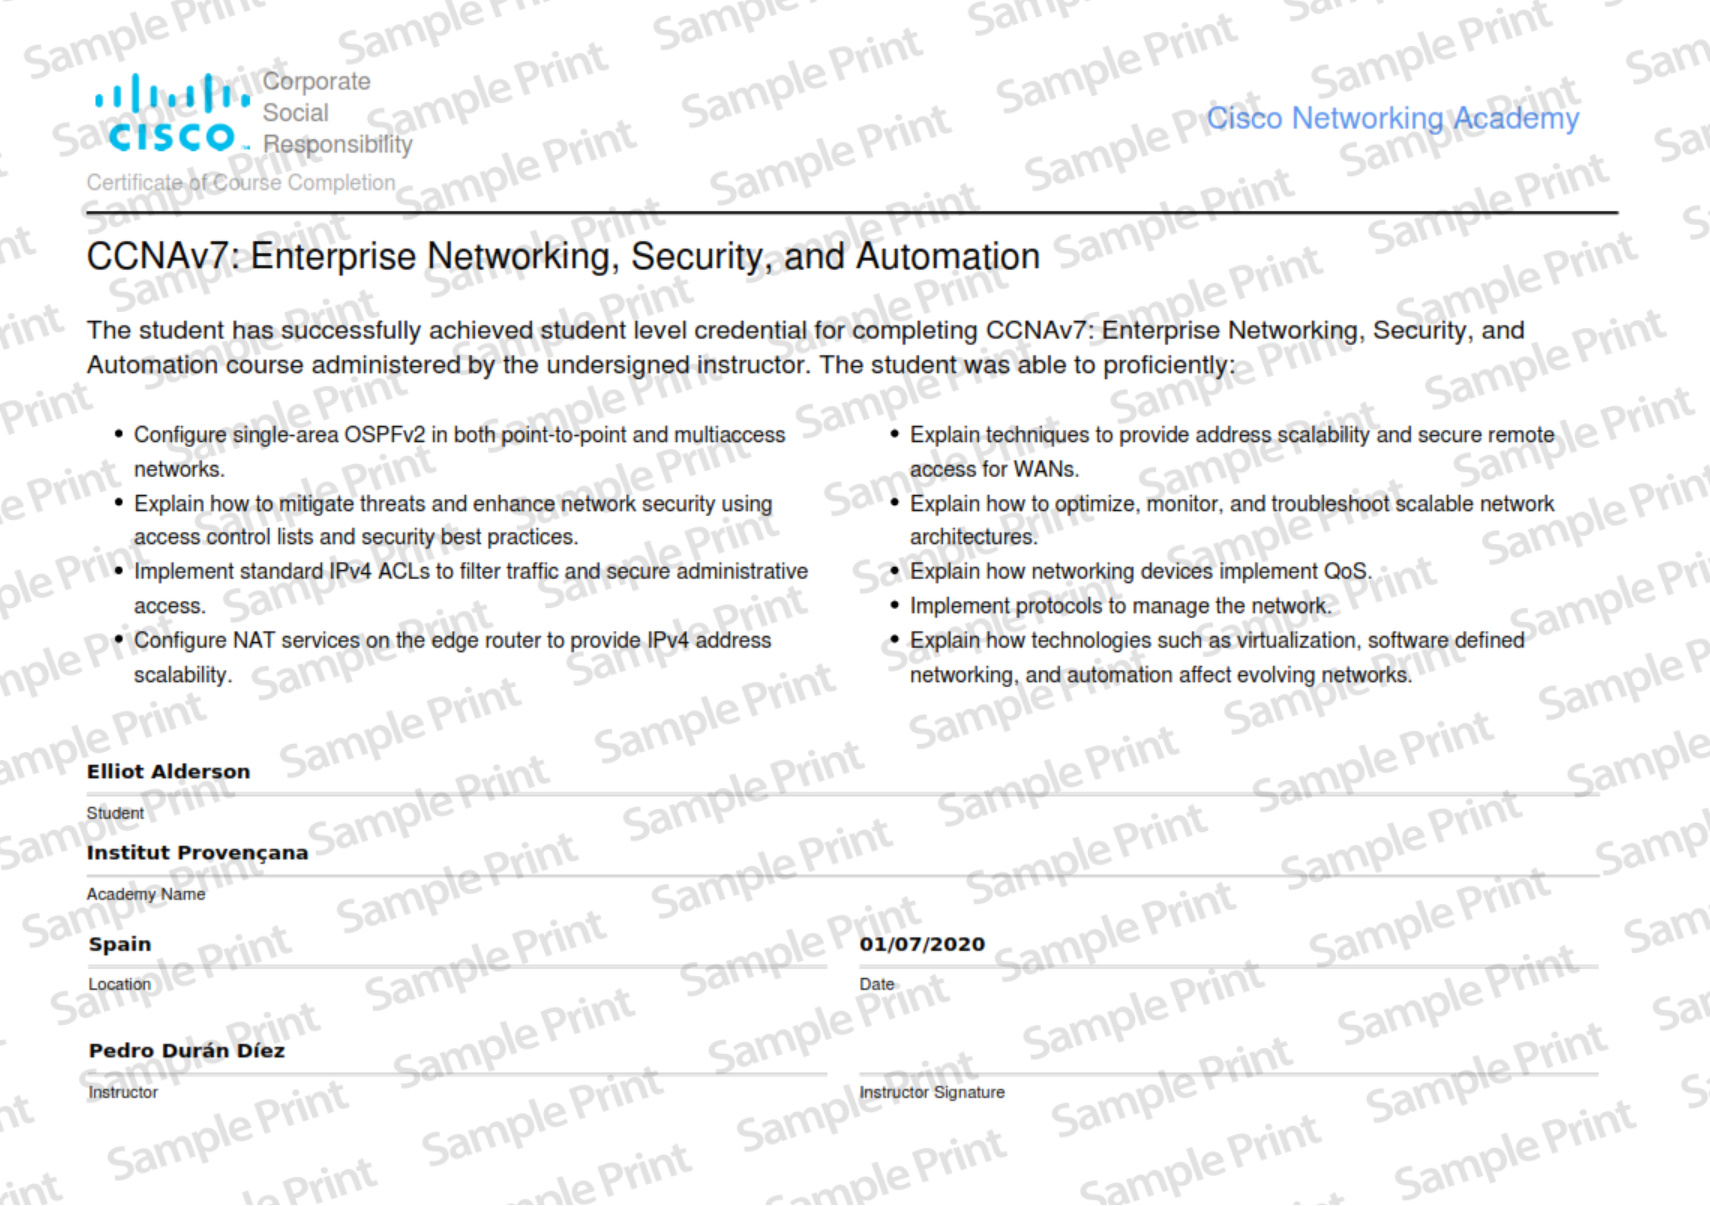 Corporate
Social
Responsibility
CISCO
Cisco Networking Academy
Certificate of Course Completion
CCNAv7: Enterprise Networking, Security, and Automation
The student has successfully achieved student level credential for completing CCNAv7: Enterprise Networking, Security, and
Automation course administered by the undersigned instructor. The student was able to proficiently:
• Configure single-area OSPFv2 in both point-to-point and multiaccess
networks.
• Explain how to mitigate threats and enhance network security using
access control lists and security best practices.
• Implement standard IPv4 ACLs to filter traffic and secure administrative
access.
• Configure NAT services on the edge router to provide IPv4 address
scalability.
• Explain techniques to provide address scalability and secure remote
access for WANs.
• Explain how to optimize, monitor, and troubleshoot scalable network
architectures.
• Explain how networking devices implement QoS.
• Implement protocols to manage the network.
• Explain how technologies such as virtualization, software defined
networking, and automation affect evolving networks.
Elliot Alderson
Student
Institut Provençana
Academy Name
Spain
Location
01/07/2020
Date
Pedro Durán Díez
Instructor
Instructor Signature
Sample Print